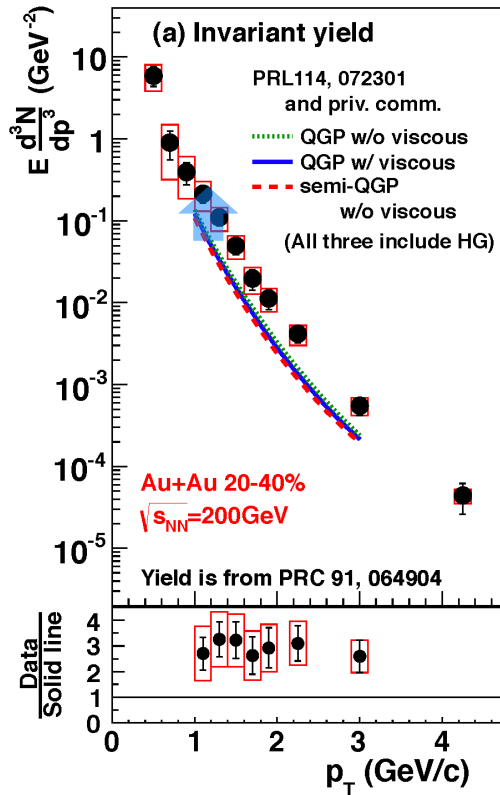 (a) Invariant yield
E d³N/dp³ (GeV⁻²)
PRL114, 072301
and priv. comm.
QGP w/o viscous
QGP w/ viscous
semi-QGP
w/o viscous
(All three include HG)
10
1
10⁻¹
10⁻²
10⁻³
10⁻⁴
10⁻⁵
Au+Au 20-40%
√sNN=200GeV
Yield is from PRC 91, 064904
Data/Solid line
4
3
2
1
0
0 1 2 3 4
pT (GeV/c)